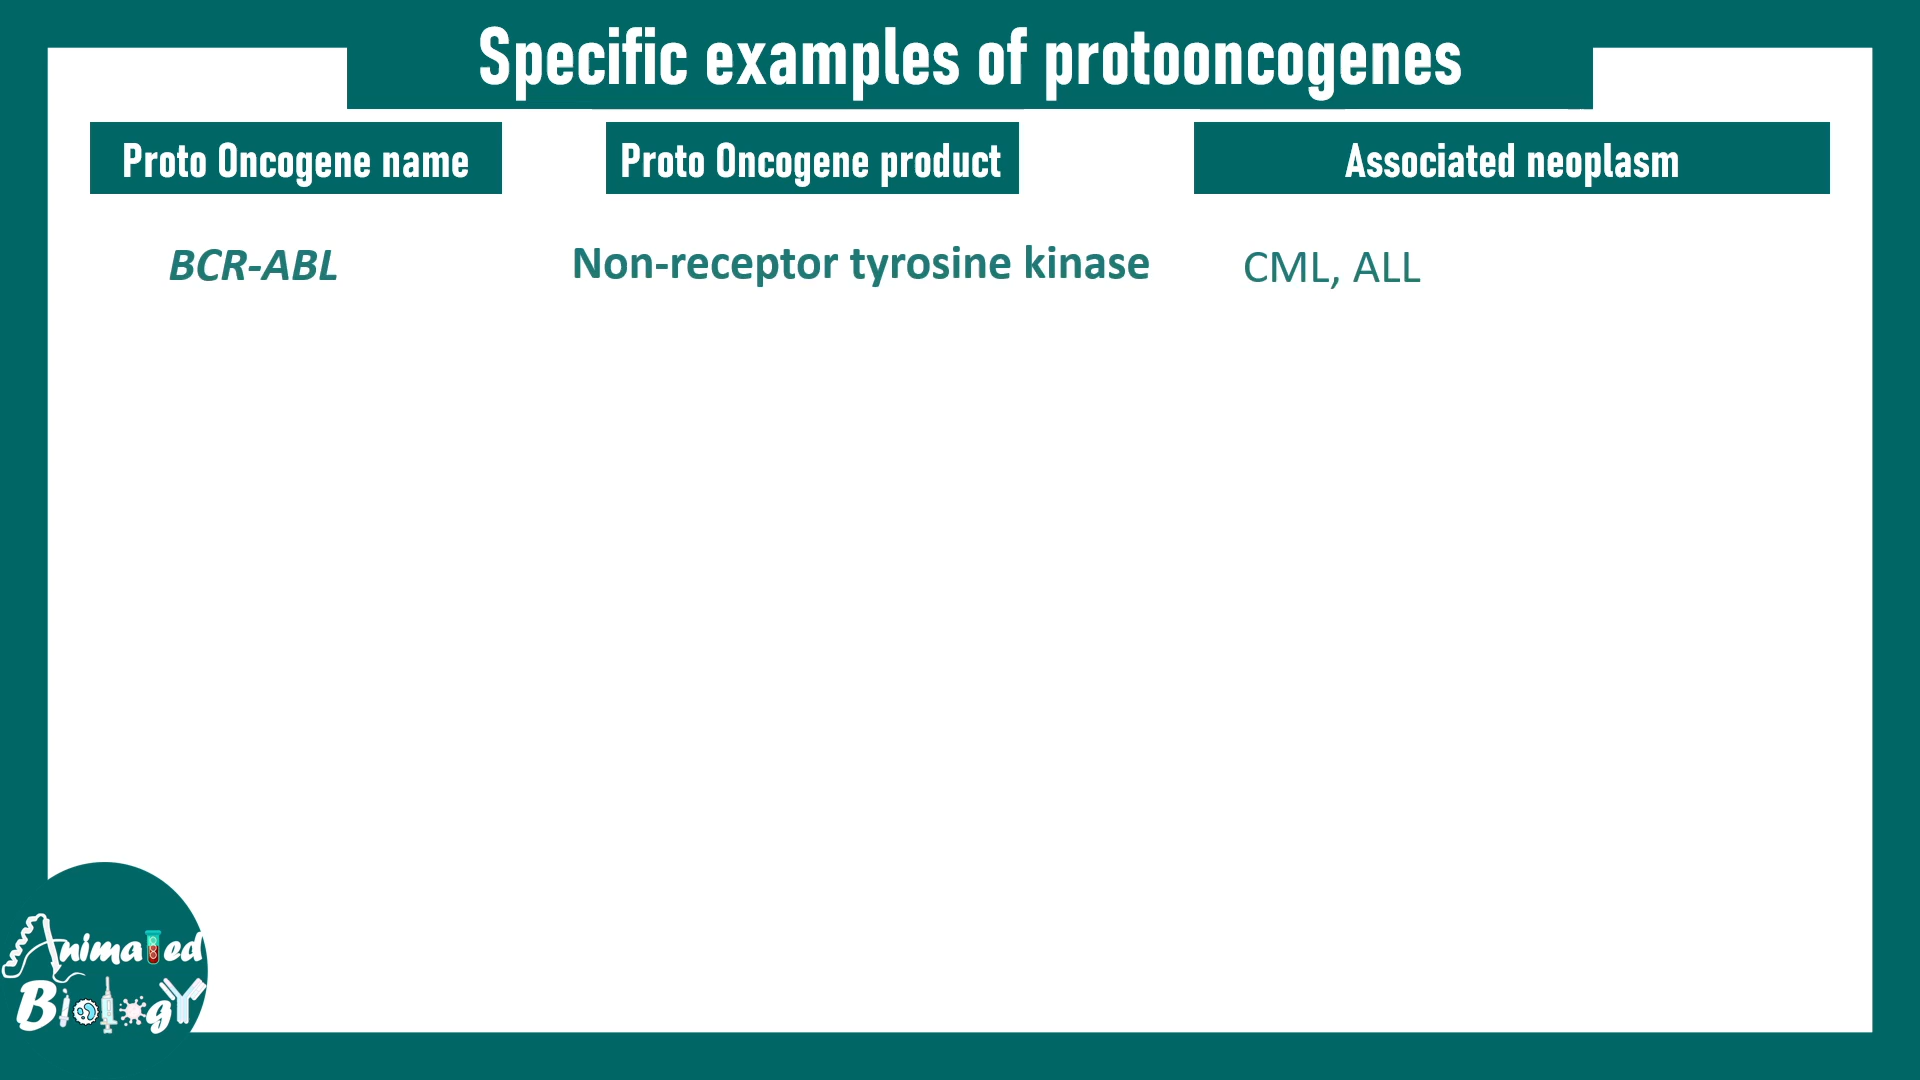 Specific examples of protooncogenes
Proto Oncogene name
Proto Oncogene product
Associated neoplasm
BCR-ABL
Non-receptor tyrosine kinase
CML, ALL
Animated
Biology